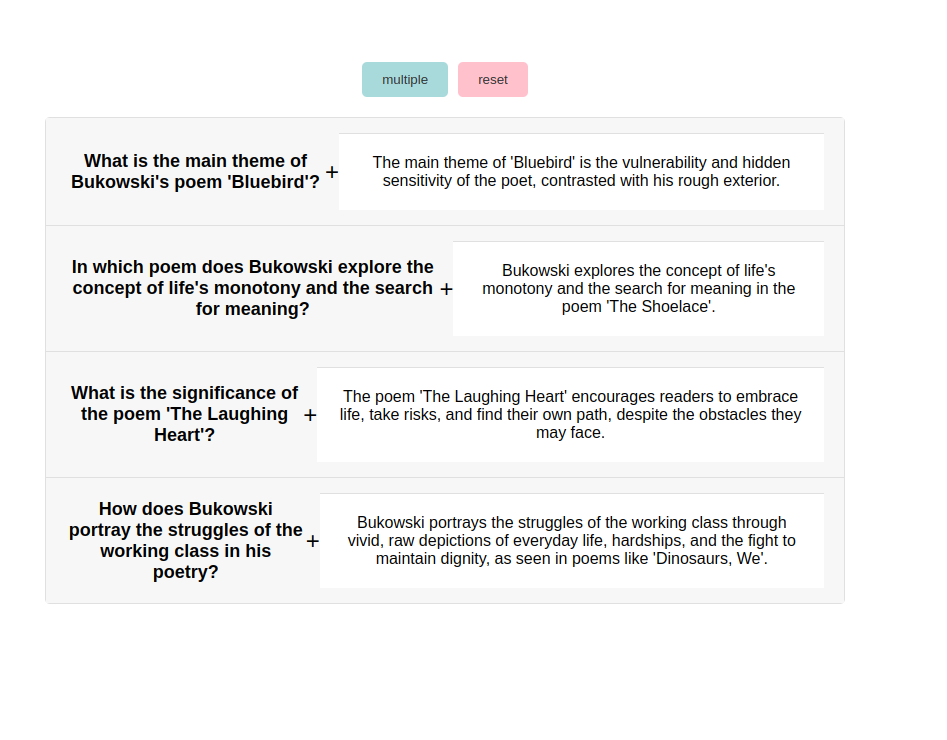 multiple
reset
What is the main theme of
Bukowski's poem 'Bluebird'?
+
The main theme of 'Bluebird' is the vulnerability and hidden
sensitivity of the poet, contrasted with his rough exterior.
In which poem does Bukowski explore the
concept of life's monotony and the search
for meaning?
+
Bukowski explores the concept of life's
monotony and the search for meaning in the
poem 'The Shoelace'.
What is the significance of
the poem 'The Laughing
Heart'?
+
The poem 'The Laughing Heart' encourages readers to embrace
life, take risks, and find their own path, despite the obstacles they
may face.
How does Bukowski
portray the struggles of the
working class in his
poetry?
+
Bukowski portrays the struggles of the working class through
vivid, raw depictions of everyday life, hardships, and the fight to
maintain dignity, as seen in poems like 'Dinosaurs, We'.